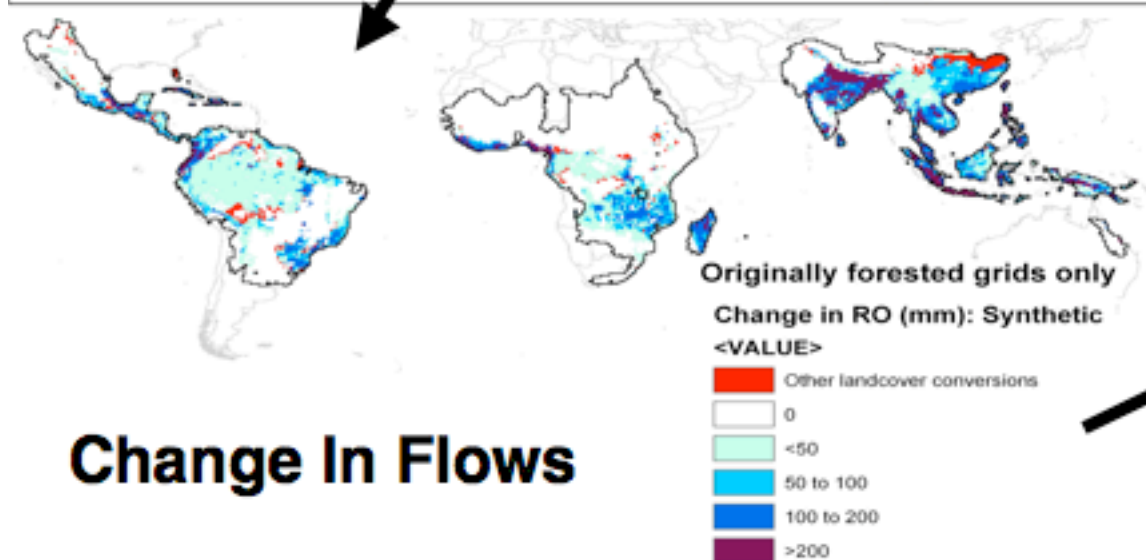 Originally forested grids only
Change in RO (mm): Synthetic
<VALUE>
Other landcover conversions
0
<50
50 to 100
100 to 200
>200
Change In Flows